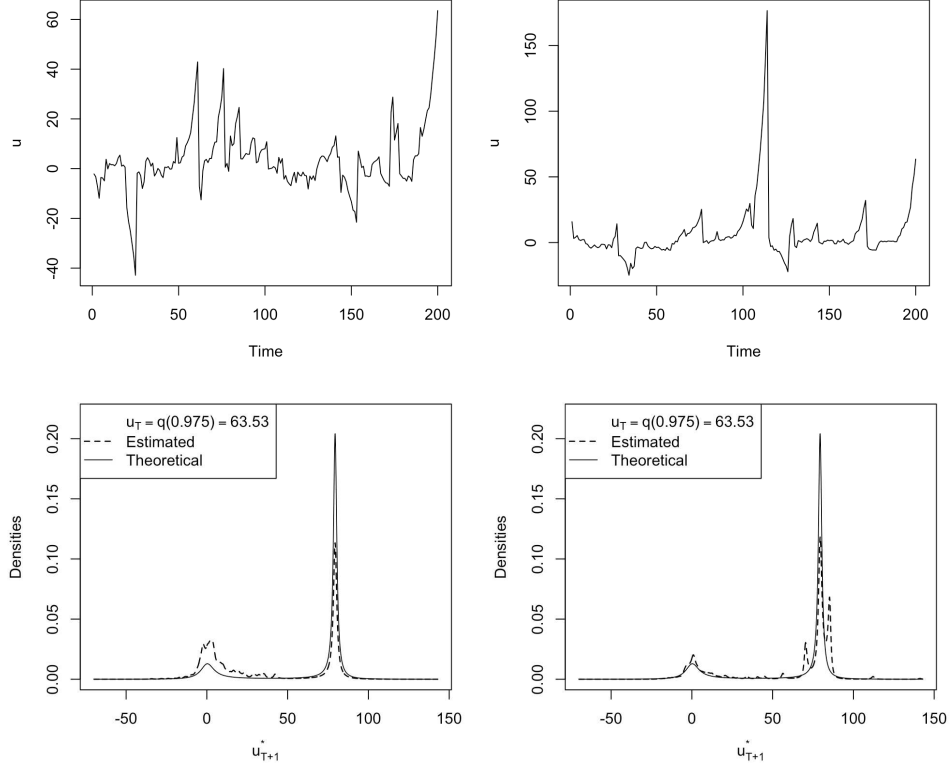 u
60
40
20
0
-20
-40
0 50 100 150 200
Time
u
150
100
50
0
0 50 100 150 200
Time
Densities
0.20
0.15
0.10
0.05
0.00
u_T = q(0.975) = 63.53
Estimated
Theoretical
-50 0 50 100 150
u*_T+1
Densities
0.20
0.15
0.10
0.05
0.00
u_T = q(0.975) = 63.53
Estimated
Theoretical
-50 0 50 100 150
u*_T+1